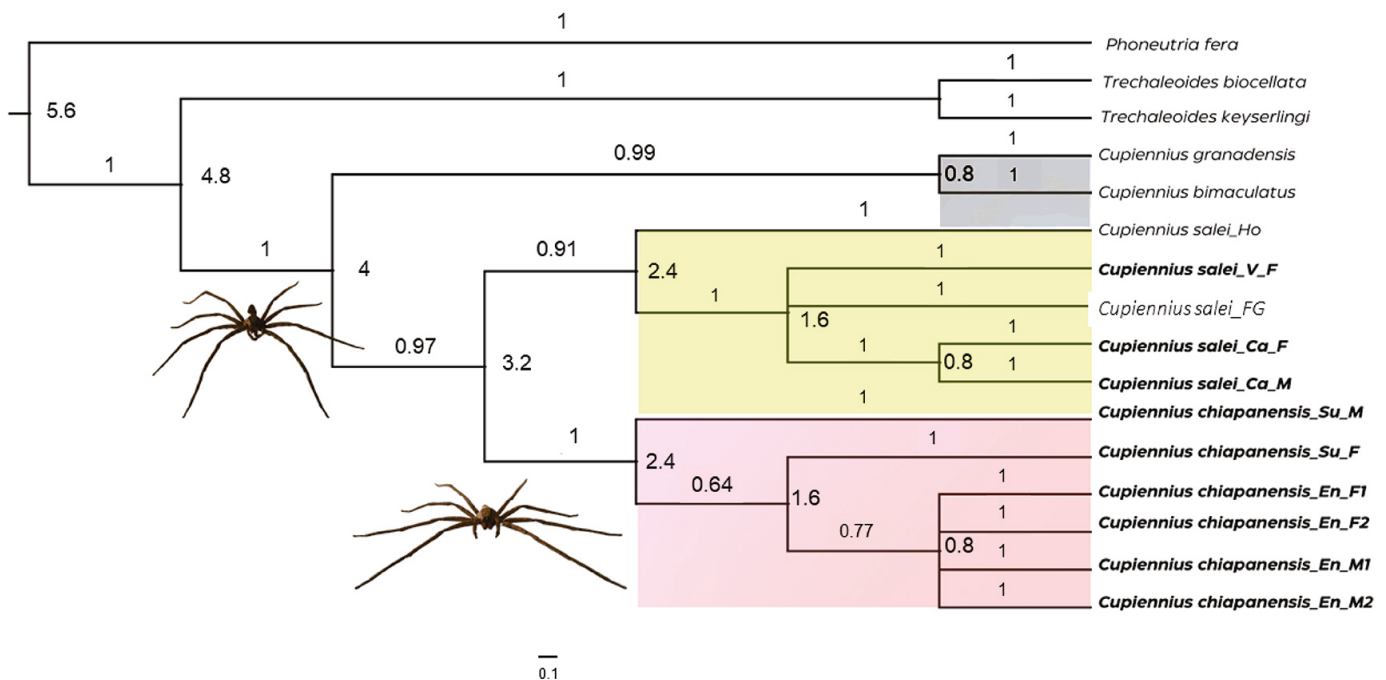 1
Phoneutria fera
1
5.6
1
Trechaleoides biocellata
1
Trechaleoides keyserlingi
1
1
4.8
0.99
Cupiennius granadensis
0.8
1
Cupiennius bimaculatus
1
Cupiennius salei_Ho
1
4
0.91
2.4
1
Cupiennius salei_V_F
1
1
Cupiennius salei_FG
1.6
1
1
Cupiennius salei_Ca_F
0.97
3.2
0.8
1
Cupiennius salei_Ca_M
1
Cupiennius chiapanensis_Su_M
1
2.4
1
Cupiennius chiapanensis_Su_F
0.64
1.6
1
Cupiennius chiapanensis_En_F1
1
Cupiennius chiapanensis_En_F2
0.77
0.8
1
Cupiennius chiapanensis_En_M1
1
Cupiennius chiapanensis_En_M2
0.1